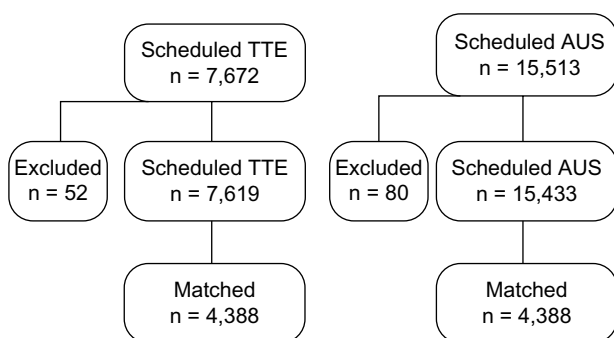 Scheduled TTE
n = 7,672
Excluded
n = 52
Scheduled TTE
n = 7,619
Matched
n = 4,388
Scheduled AUS
n = 15,513
Excluded
n = 80
Scheduled AUS
n = 15,433
Matched
n = 4,388